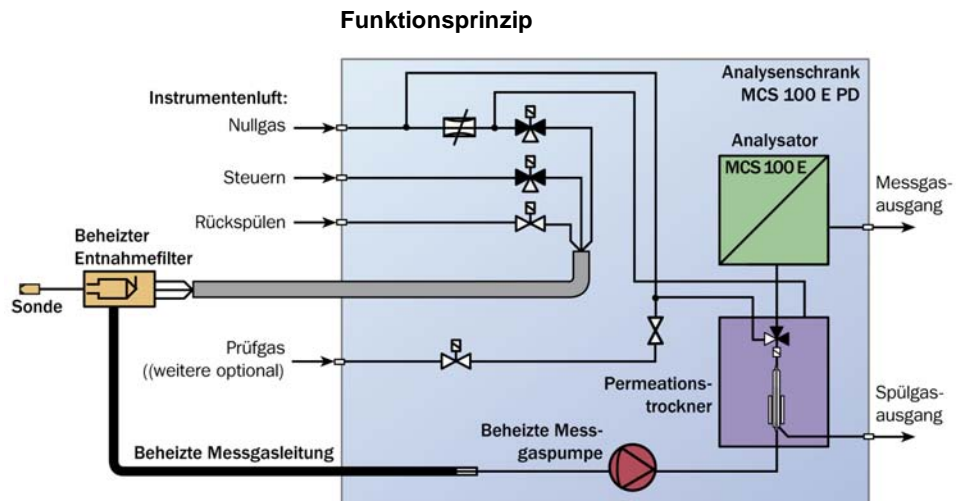 Funktionsprinzip
Analysenschrank
MCS 100 E PD
Instrumentenluft:
Nullgas
Analysator
MCS 100 E
Steuern
Messgas-
ausgang
Rückspülen
Beheizter
Entnahmefilter
Sonde
Prüfgas
((weitere optional)
Permeations-
trockner
Spülgas-
ausgang
Beheizte Mess-
gaspumpe
Beheizte Messgasleitung